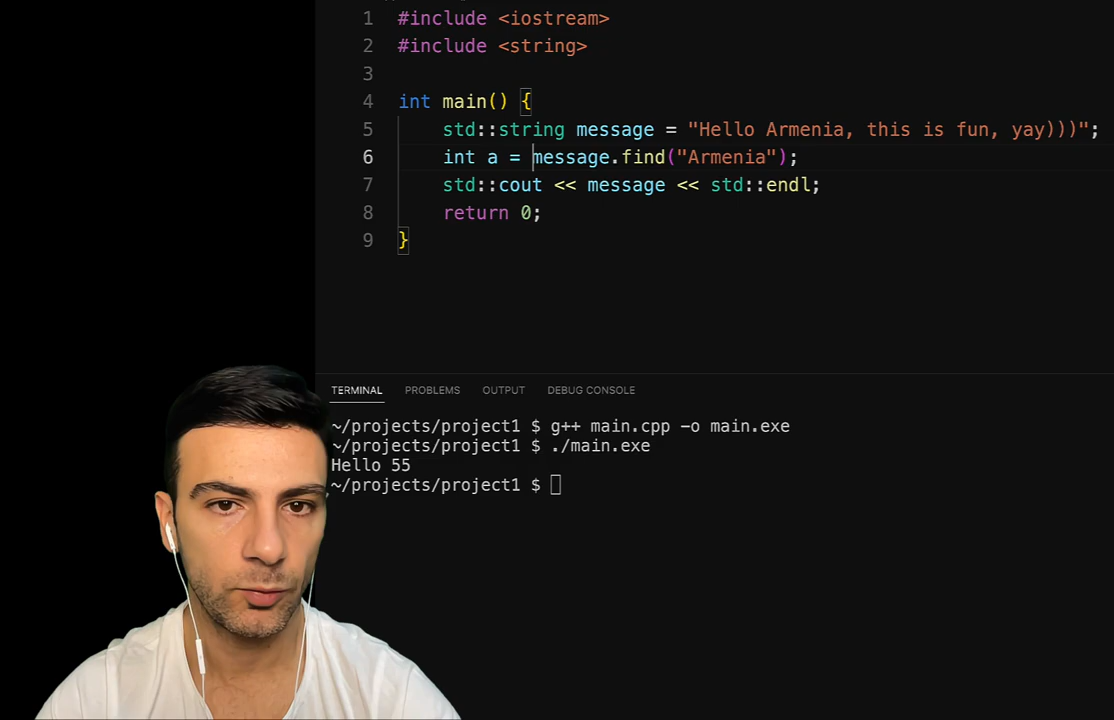 1 #include <iostream>
2 #include <string>
3
4 int main() {
5 std::string message = "Hello Armenia, this is fun, yay)))";
6 int a = message.find("Armenia");
7 std::cout << message << std::endl;
8 return 0;
9 }
TERMINAL PROBLEMS OUTPUT DEBUG CONSOLE
~/projects/project1 $ g++ main.cpp -o main.exe
~/projects/project1 $ ./main.exe
Hello 55
~/projects/project1 $